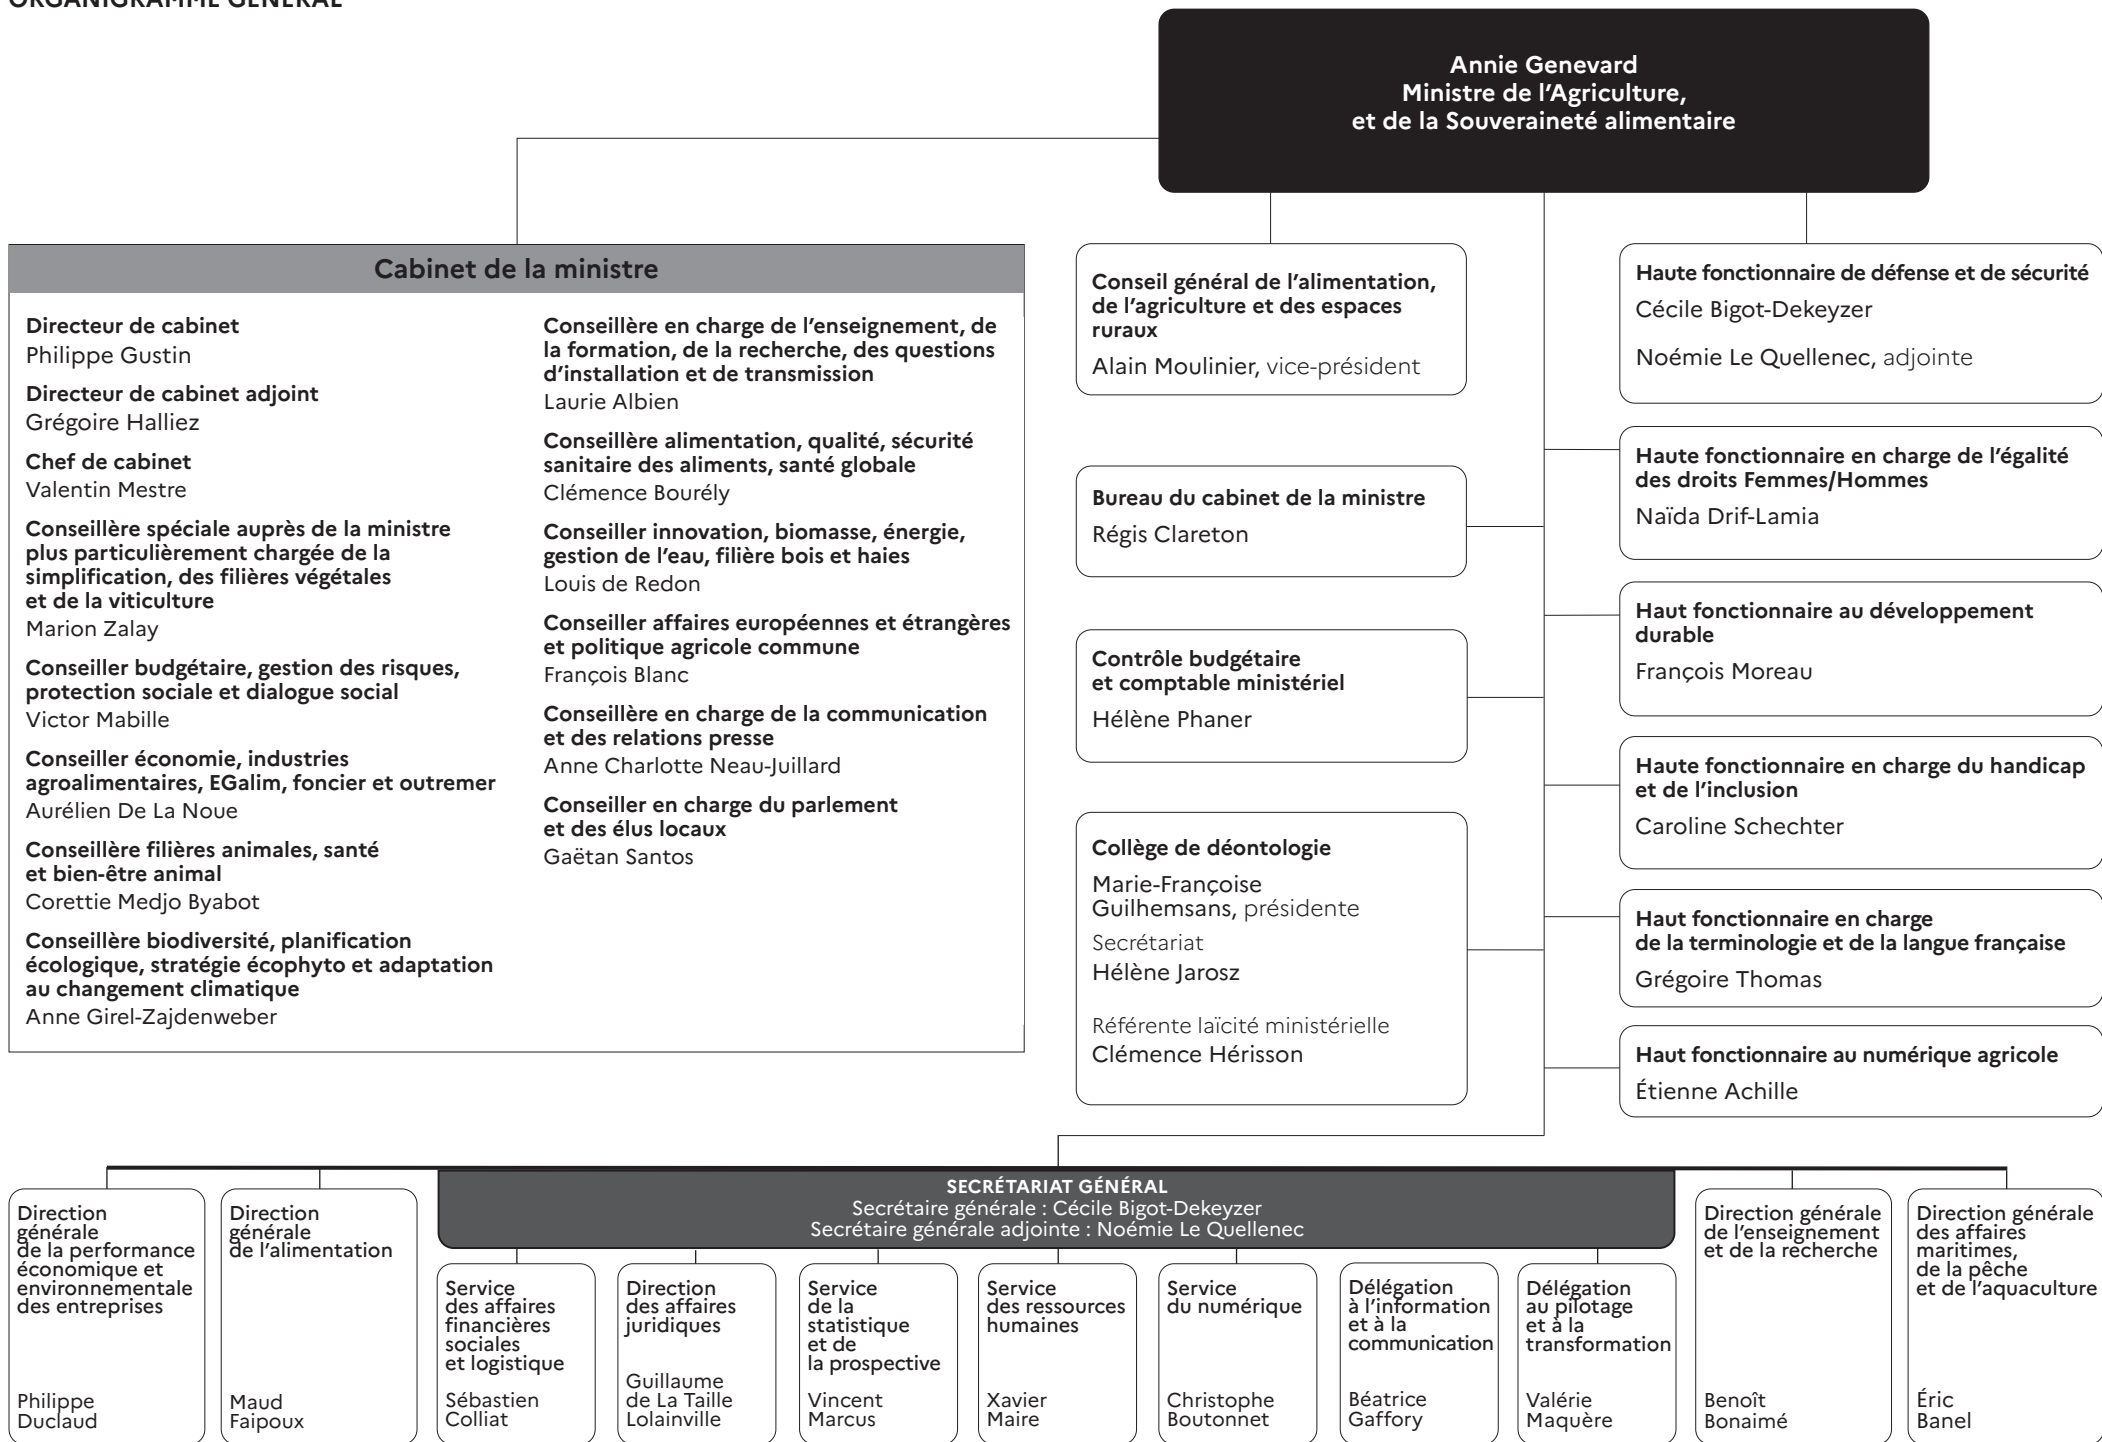 ORGANIGRAMME GÉNÉRAL
Annie Genevard
Ministre de l'Agriculture,
et de la Souveraineté alimentaire
Cabinet de la ministre
Directeur de cabinet
Philippe Gustin
Directeur de cabinet adjoint
Grégoire Halliez
Chef de cabinet
Valentin Mestre
Conseillère spéciale auprès de la ministre
plus particulièrement chargée de la
simplification, des filières végétales
et de la viticulture
Marion Zalay
Conseiller budgétaire, gestion des risques,
protection sociale et dialogue social
Victor Mabille
Conseiller économie, industries
agroalimentaires, EGalim, foncier et outremer
Aurélien De La Noue
Conseillère filières animales, santé
et bien-être animal
Corettie Medjo Byabot
Conseillère biodiversité, planification
écologique, stratégie écophyto et adaptation
au changement climatique
Anne Girel-Zajdenweber
Conseillère en charge de l'enseignement, de
la formation, de la recherche, des questions
d'installation et de transmission
Laurie Albien
Conseillère alimentation, qualité, sécurité
sanitaire des aliments, santé globale
Clémence Bourély
Conseiller innovation, biomasse, énergie,
gestion de l'eau, filière bois et haies
Louis de Redon
Conseiller affaires européennes et étrangères
et politique agricole commune
François Blanc
Conseillère en charge de la communication
et des relations presse
Anne Charlotte Neau-Juillard
Conseiller en charge du parlement
et des élus locaux
Gaëtan Santos
Conseil général de l'alimentation,
de l'agriculture et des espaces
ruraux
Alain Moulinier, vice-président
Bureau du cabinet de la ministre
Régis Clareton
Contrôle budgétaire
et comptable ministériel
Hélène Phaner
Collège de déontologie
Marie-Françoise
Guilhemsans, présidente
Secrétariat
Hélène Jarosz
Référente laïcité ministérielle
Clémence Hérisson
Haute fonctionnaire de défense et de sécurité
Cécile Bigot-Dekeyzer
Noémie Le Quellenec, adjointe
Haute fonctionnaire en charge de l'égalité
des droits Femmes/Hommes
Naïda Drif-Lamia
Haut fonctionnaire au développement
durable
François Moreau
Haute fonctionnaire en charge du handicap
et de l'inclusion
Caroline Schechter
Haut fonctionnaire en charge
de la terminologie et de la langue française
Grégoire Thomas
Haut fonctionnaire au numérique agricole
Étienne Achille
Direction
générale
de la performance
économique et
environnementale
des entreprises
Philippe
Duclaud
Direction
générale
de l'alimentation
Maud
Faipoux
SECRÉTARIAT GÉNÉRAL
Secrétaire générale : Cécile Bigot-Dekeyzer
Secrétaire générale adjointe : Noémie Le Quellenec
Service
des affaires
financières
sociales
et logistique
Sébastien
Colliat
Direction
des affaires
juridiques
Guillaume
de La Taille
Lolainville
Service
de la
statistique
et de
la prospective
Vincent
Marcus
Service
des ressources
humaines
Xavier
Maire
Service
du numérique
Christophe
Boutonnet
Délégation
à l'information
et à la
communication
Béatrice
Gaffory
Délégation
au pilotage
et à la
transformation
Valérie
Maquère
Direction générale
de l'enseignement
et de la recherche
Benoît
Bonaimé
Direction générale
des affaires
maritimes,
de la pêche
et de l'aquaculture
Éric
Banel